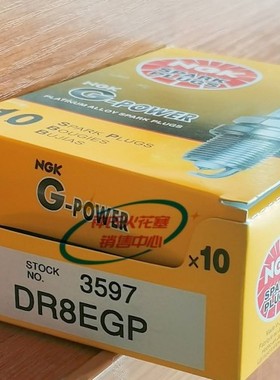 NGK
SPARK
PLUGS
G-POWER
PLATINUM ALLOY SPARK PLUGS
10
SPARK PLUGS
BOUGIES
BUJIAS
NGK
G-POWER
火花塞
销售中心
×10
STOCK
NO.
3597
DR8EGP
NGK
SPARK
PLUGS